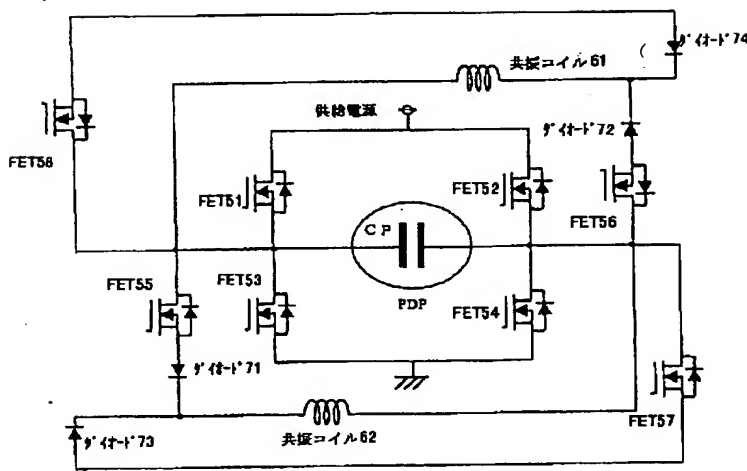 ダイオード74
共振コイル61
供給電源
ダイオード72
FET58
FET51
FET52
FET56
CP
FET55
FET53
PDP
FET54
ダイオード71
ダイオード73
共振コイル62
FET57